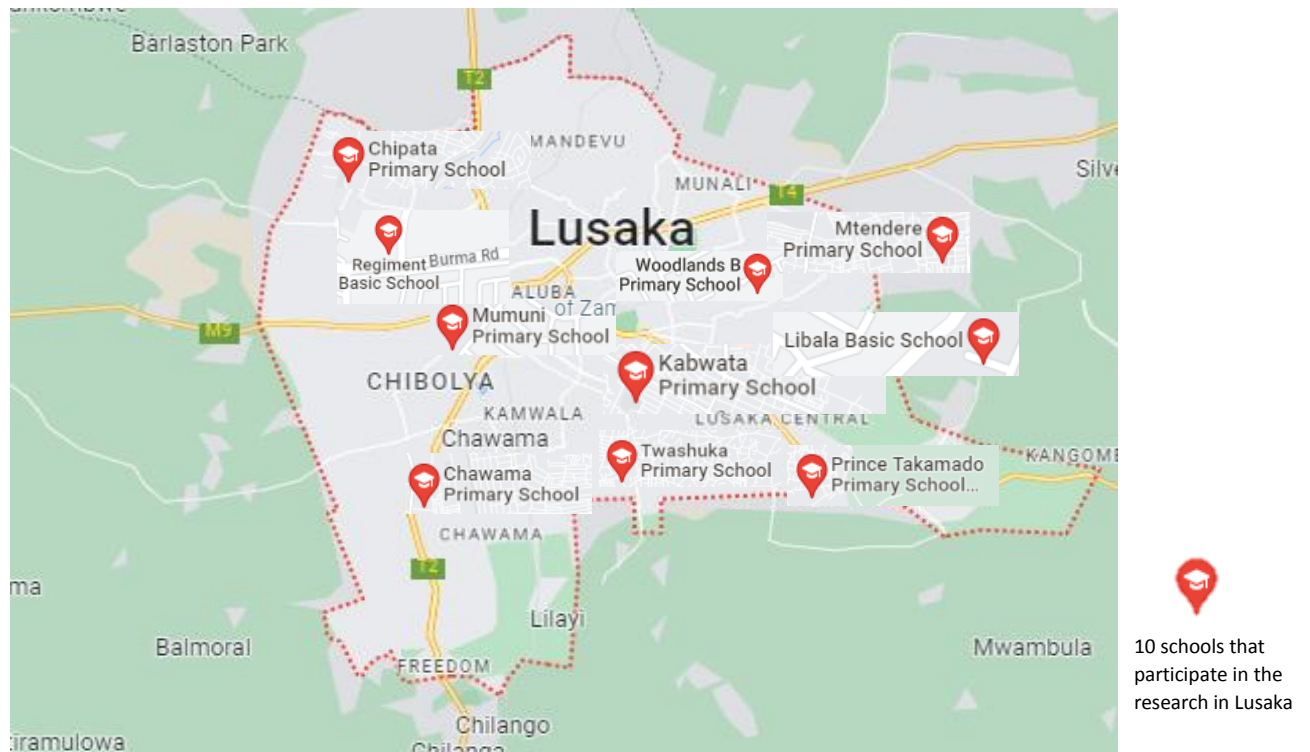 Barlaston Park
T2
MANDEVU
Chipata
Primary School
MUNALI
T4
Lusaka
Mtendere
Primary School
Regiment
Basic School
Burma Rd
Woodlands B
Primary School
ALUBA
of Zam
M9
Mumuni
Primary School
Libala Basic School
Kabwata
Primary School
CHIBOLYA
KAMWALA
LUSAKA CENTRAL
Chawama
Twashuka
Primary School
Prince Takamado
Primary School...
KANGOME
Chawama
Primary School
CHAWAMA
T2
ma
Lilayi
Balmoral
Mwambula
FREEDOM
Chilango
Chilanga
iramulowa
10 schools that
participate in the
research in Lusaka